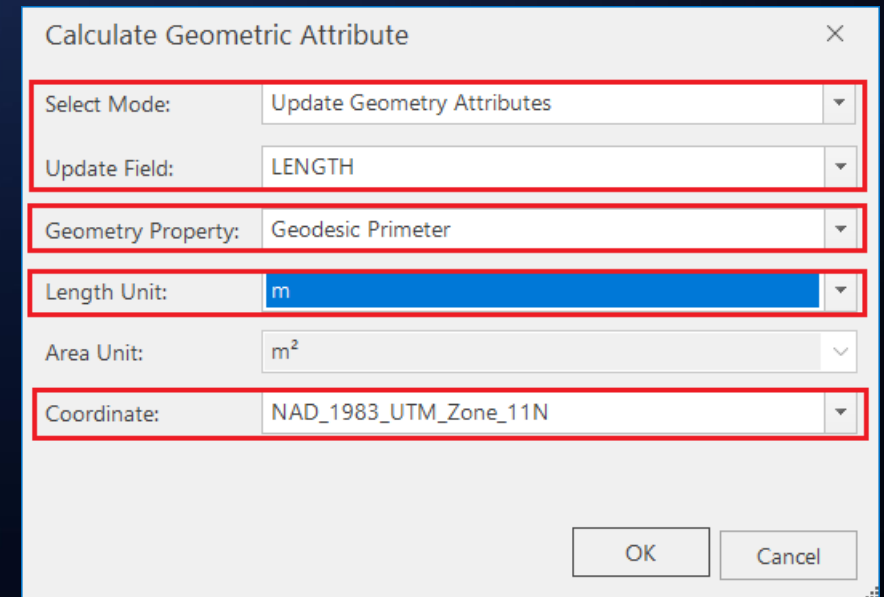 Calculate Geometric Attribute
Select Mode: Update Geometry Attributes
Update Field: LENGTH
Geometry Property: Geodesic Primeter
Length Unit: m
Area Unit: m²
Coordinate: NAD_1983_UTM_Zone_11N
OK Cancel